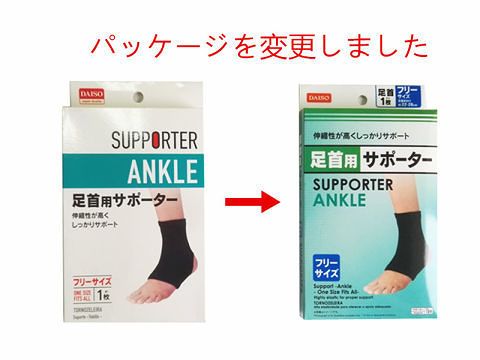 パッケージを変更しました
DAISO
SUPPORTER
ANKLE
足首用サポーター
伸縮性が高く
しっかりサポート
フリーサイズ
ONE SIZE
FITS ALL
1枚
TORNOZELEIRA
DAISO
足首
1枚
フリー
サイズ
伸縮性が高くしっかりサポート
足首用サポーター
SUPPORTER
ANKLE
フリー
サイズ
Support -Ankle
- One Size Fits All-
Highly elastic for proper support.
TORNOZELEIRA